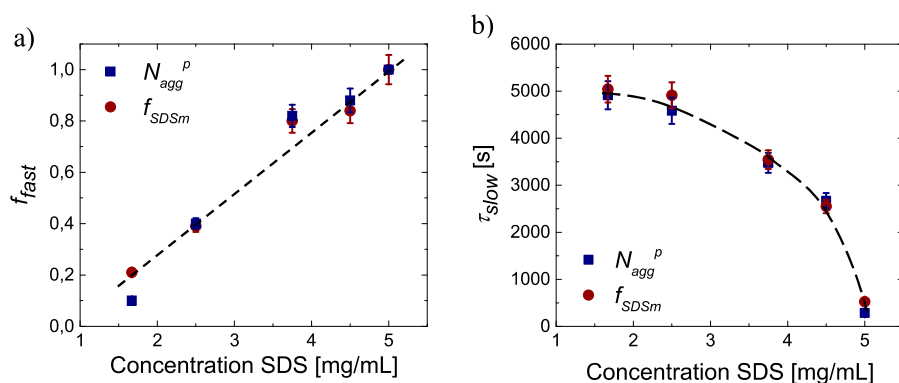 a)
N_agg^p
f_SDSm
f_fast
1,0
0,8
0,6
0,4
0,2
0,0
1 2 3 4 5
Concentration SDS [mg/mL]
b)
τ_slow [s]
6000
5000
4000
3000
2000
1000
0
N_agg^p
f_SDSm
1 2 3 4 5
Concentration SDS [mg/mL]